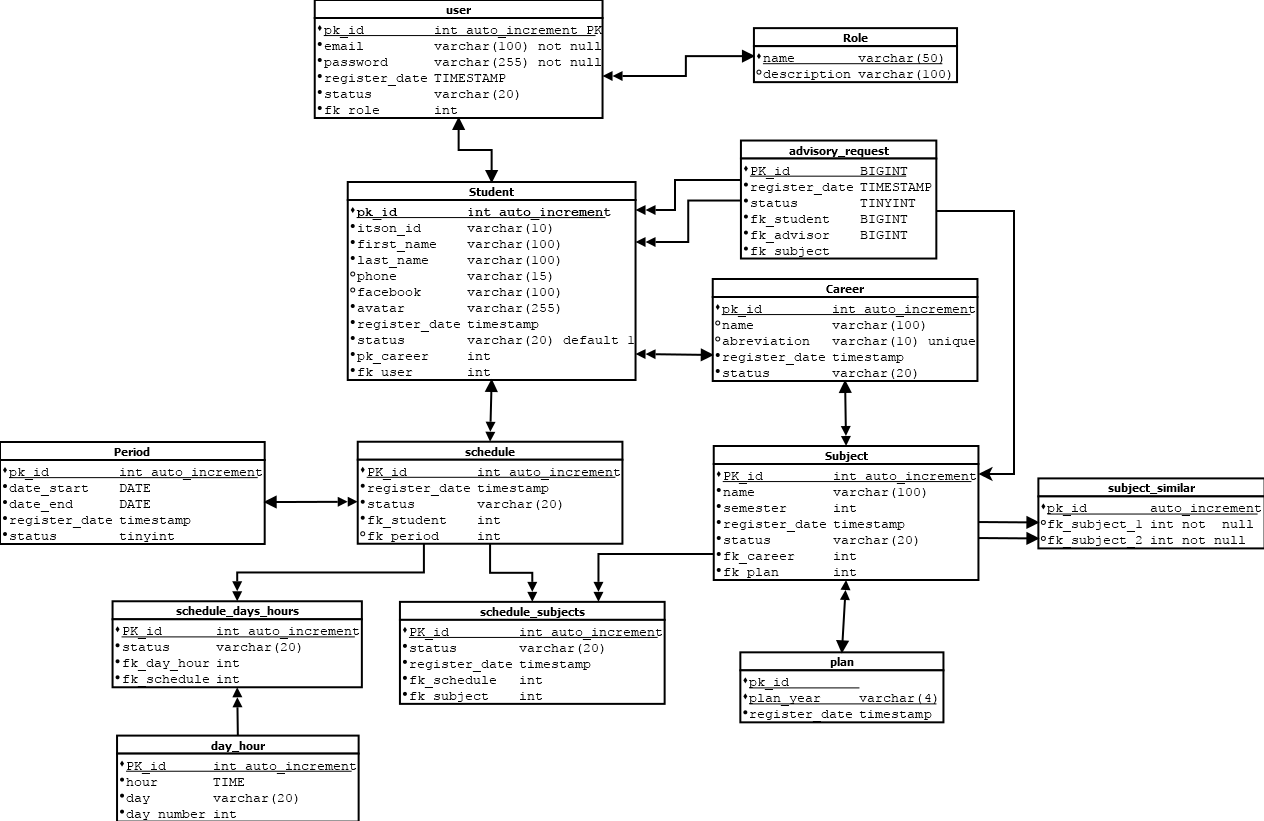 user
pk_id int auto_increment PK
email varchar(100) not null
password varchar(255) not null
register_date TIMESTAMP
status varchar(20)
fk_role int
Role
name varchar(50)
description varchar(100)
advisory_request
PK_id BIGINT
register_date TIMESTAMP
status TINYINT
fk_student BIGINT
fk_advisor BIGINT
fk_subject
Student
pk_id int auto_increment
itson_id varchar(10)
first_name varchar(100)
last_name varchar(100)
phone varchar(15)
facebook varchar(100)
avatar varchar(255)
register_date timestamp
status varchar(20) default 1
pk_career int
fk_user int
Career
pk_id int auto_increment
name varchar(100)
abreviation varchar(10) unique
register_date timestamp
status varchar(20)
Period
pk_id int auto_increment
date_start DATE
date_end DATE
register_date timestamp
status tinyint
schedule
PK_id int auto_increment
register_date timestamp
status varchar(20)
fk_student int
fk_period int
Subject
PK_id int auto_increment
name varchar(100)
semester int
register_date timestamp
status varchar(20)
fk_career int
fk_plan int
subject_similar
pk_id auto_increment
fk_subject_1 int not null
fk_subject_2 int not null
schedule_days_hours
PK_id int auto_increment
status varchar(20)
fk_day_hour int
fk_schedule int
schedule_subjects
PK_id int auto_increment
status varchar(20)
register_date timestamp
fk_schedule int
fk_subject int
plan
pk_id
plan_year varchar(4)
register_date timestamp
day_hour
PK_id int auto_increment
hour TIME
day varchar(20)
day_number int